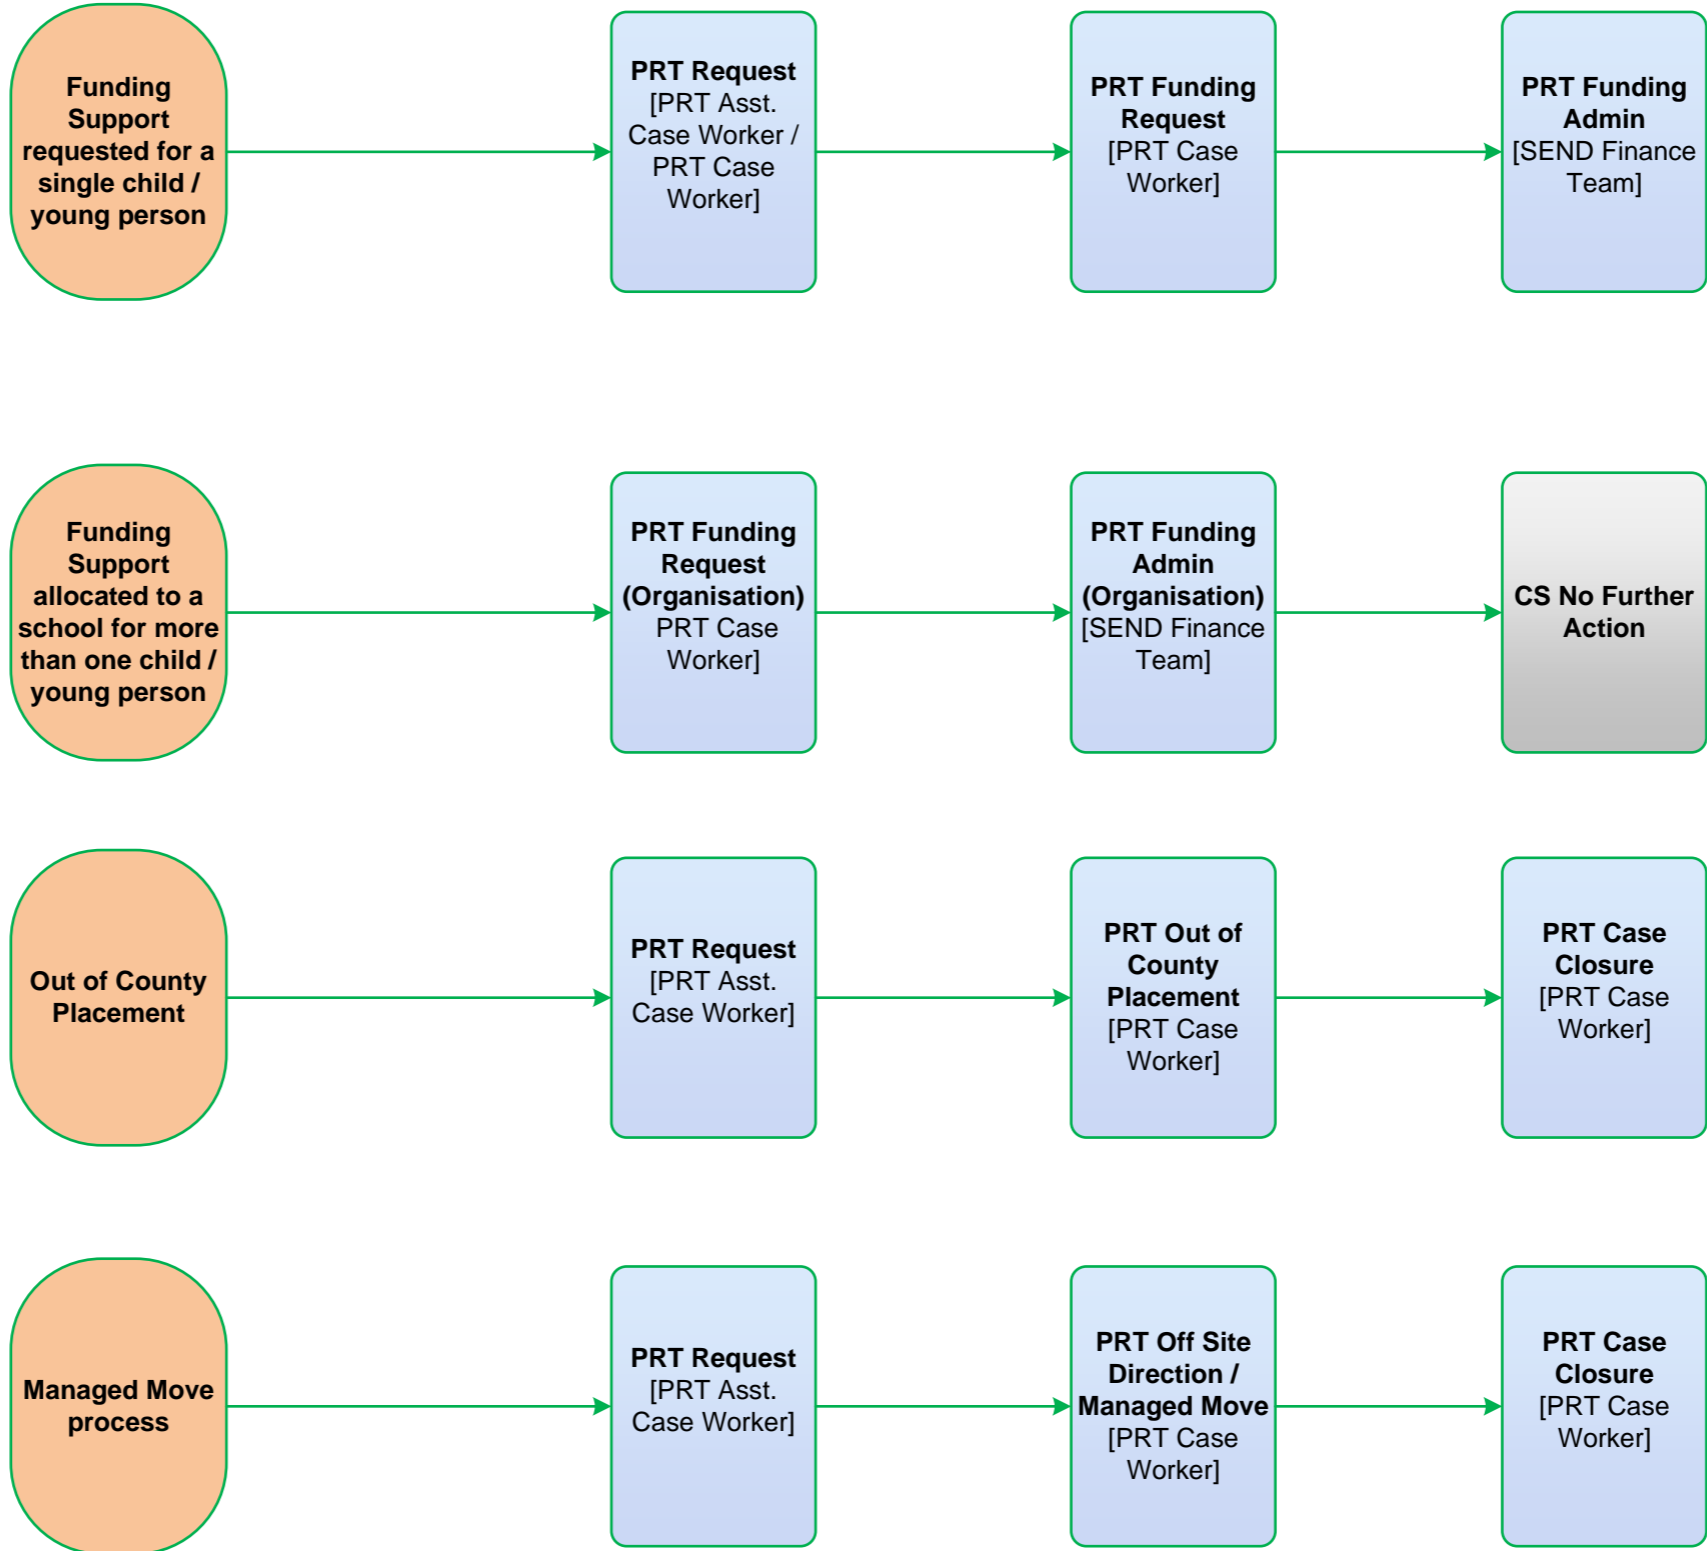 Funding
Support
requested for a
single child /
young person
PRT Request
[PRT Asst.
Case Worker /
PRT Case
Worker]
PRT Funding
Request
[PRT Case
Worker]
PRT Funding
Admin
[SEND Finance
Team]
Funding
Support
allocated to a
school for more
than one child /
young person
PRT Funding
Request
(Organisation)
PRT Case
Worker]
PRT Funding
Admin
(Organisation)
[SEND Finance
Team]
CS No Further
Action
Out of County
Placement
PRT Request
[PRT Asst.
Case Worker]
PRT Out of
County
Placement
[PRT Case
Worker]
PRT Case
Closure
[PRT Case
Worker]
Managed Move
process
PRT Request
[PRT Asst.
Case Worker]
PRT Off Site
Direction /
Managed Move
[PRT Case
Worker]
PRT Case
Closure
[PRT Case
Worker]